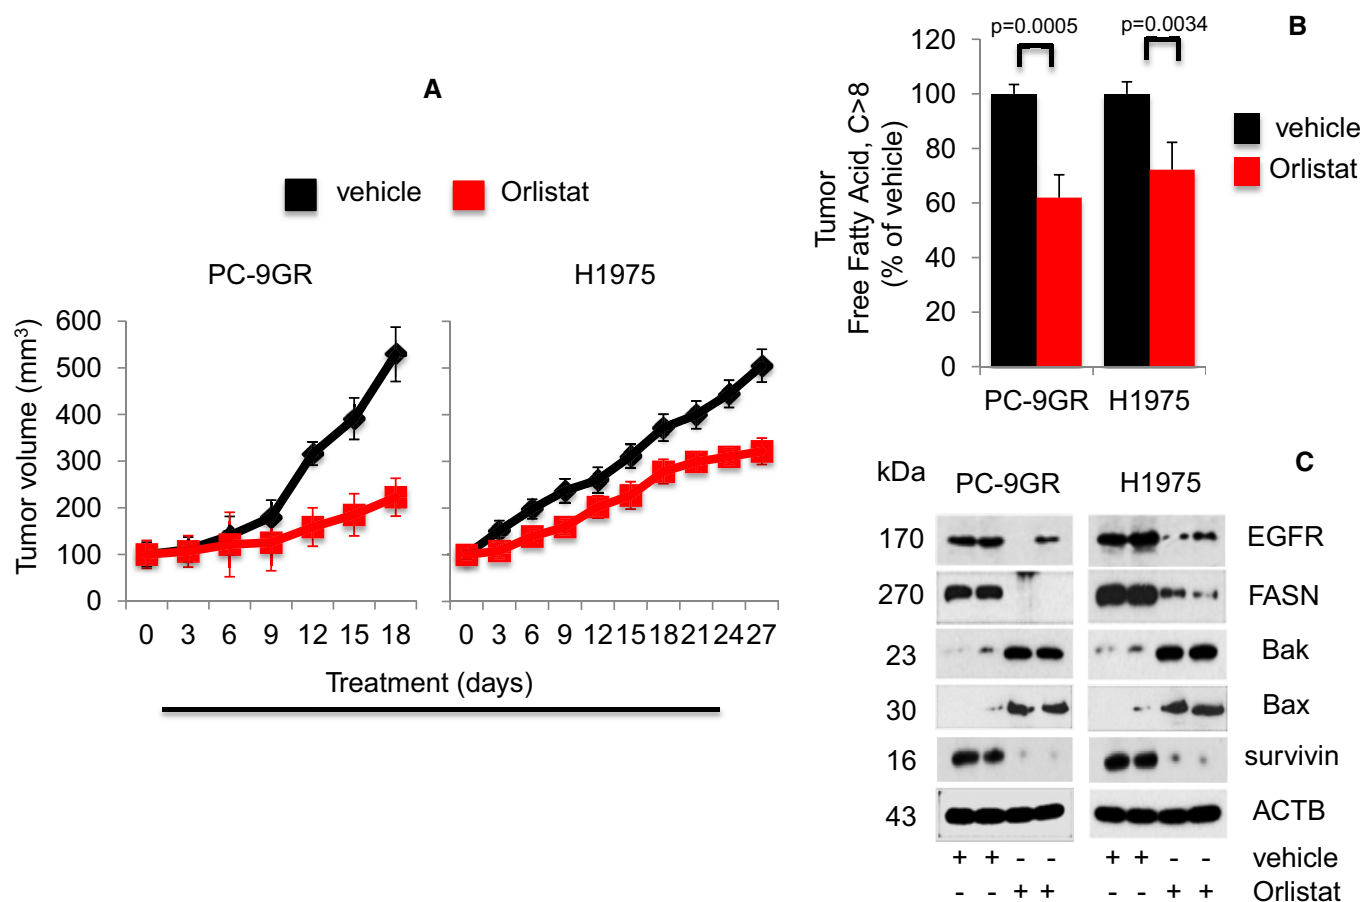 A
vehicle
Orlistat
PC-9GR
H1975
Tumor volume (mm³)
600
500
400
300
200
100
0
0 3 6 9 12 15 18
0 3 6 9 12 15 18 21 24 27
Treatment (days)
B
p=0.0005
p=0.0034
Tumor
Free Fatty Acid, C>8
(% of vehicle)
120
100
80
60
40
20
0
PC-9GR H1975
vehicle
Orlistat
C
kDa PC-9GR H1975
170 EGFR
270 FASN
23 Bak
30 Bax
16 survivin
43 ACTB
+ + - - + + - - vehicle
- - + + - - + + Orlistat